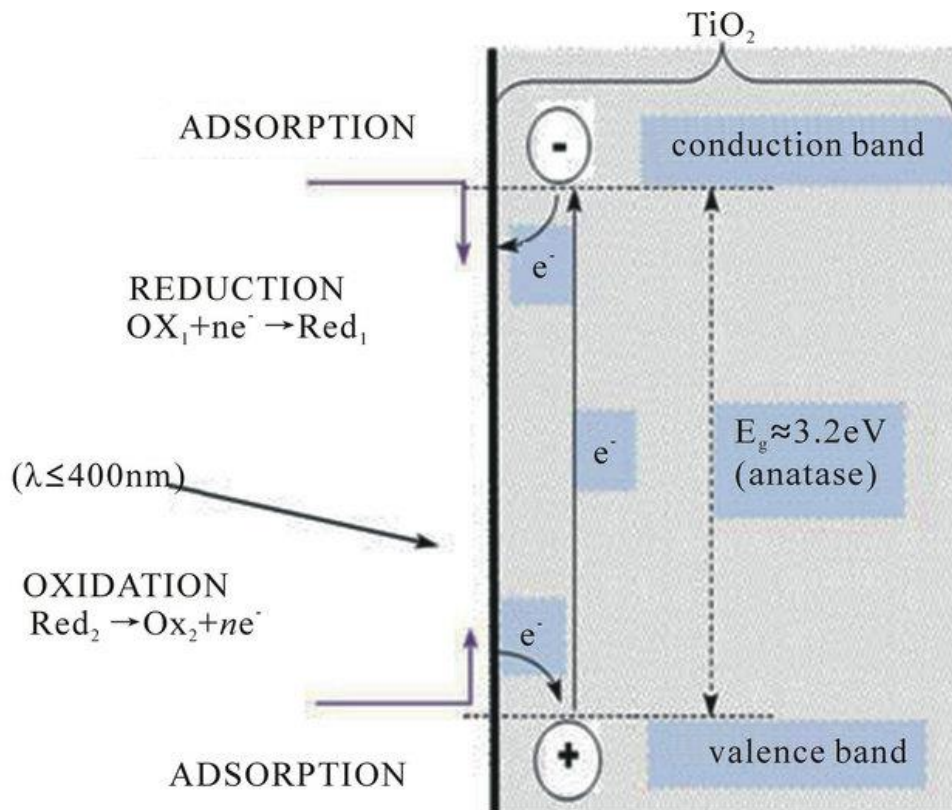 TiO₂
ADSORPTION
-
conduction band
e⁻
REDUCTION
OX₁+ne⁻→Red₁
e⁻
E_g≈3.2eV
(anatase)
(λ≤400nm)
OXIDATION
Red₂→Ox₂+ne⁻
e⁻
+
valence band
ADSORPTION